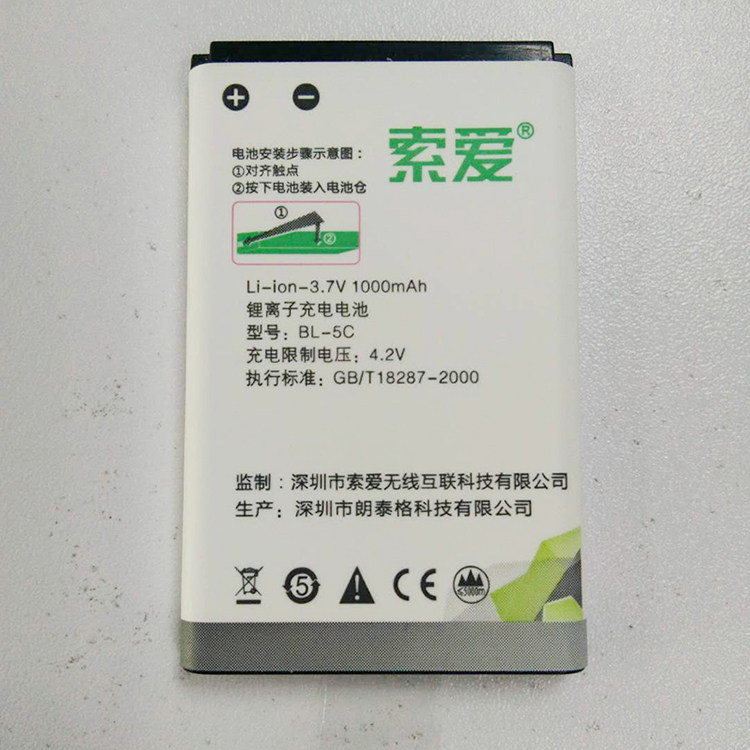 电池安装步骤示意图：
①对齐触点
②按下电池装入电池仓
索爱®
①
②
Li-ion-3.7V 1000mAh
锂离子充电电池
型号：BL-5C
充电限制电压：4.2V
执行标准：GB/T18287-2000
监制：深圳市索爱无线互联科技有限公司
生产：深圳市朗泰格科技有限公司
5
CE
≤5000m